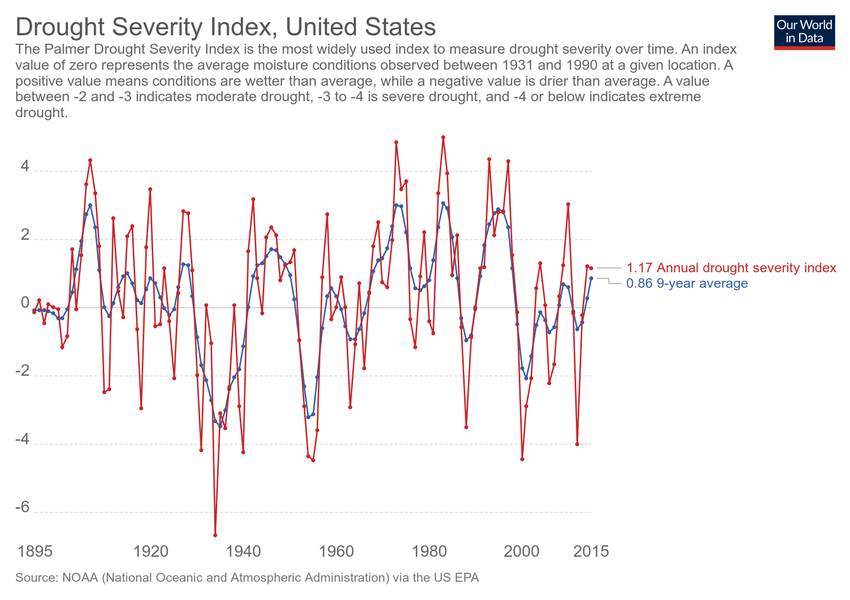 Drought Severity Index, United States
Our World
in Data
The Palmer Drought Severity Index is the most widely used index to measure drought severity over time. An index
value of zero represents the average moisture conditions observed between 1931 and 1990 at a given location. A
positive value means conditions are wetter than average, while a negative value is drier than average. A value
between -2 and -3 indicates moderate drought, -3 to -4 is severe drought, and -4 or below indicates extreme
drought.
4
2
1.17 Annual drought severity index
0.86 9-year average
0
-2
-4
-6
1895 1920 1940 1960 1980 2000 2015
Source: NOAA (National Oceanic and Atmospheric Administration) via the US EPA